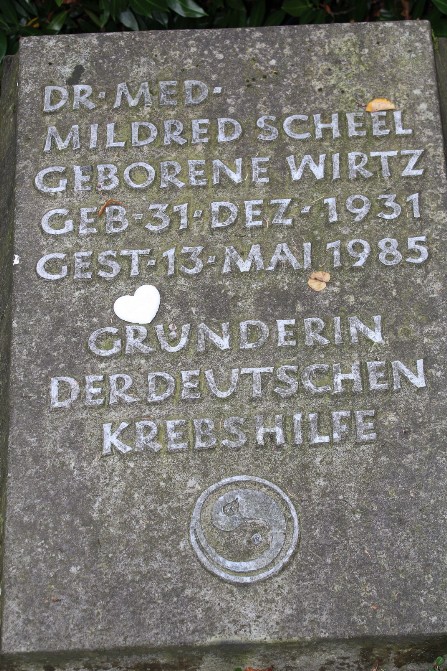 DR·MED·
MILDRED SCHEEL
GEBORENE WIRTZ
GEB·31·DEZ·1931
GEST·13·MAI 1985
GRÜNDERIN
DER DEUTSCHEN
KREBSHILFE